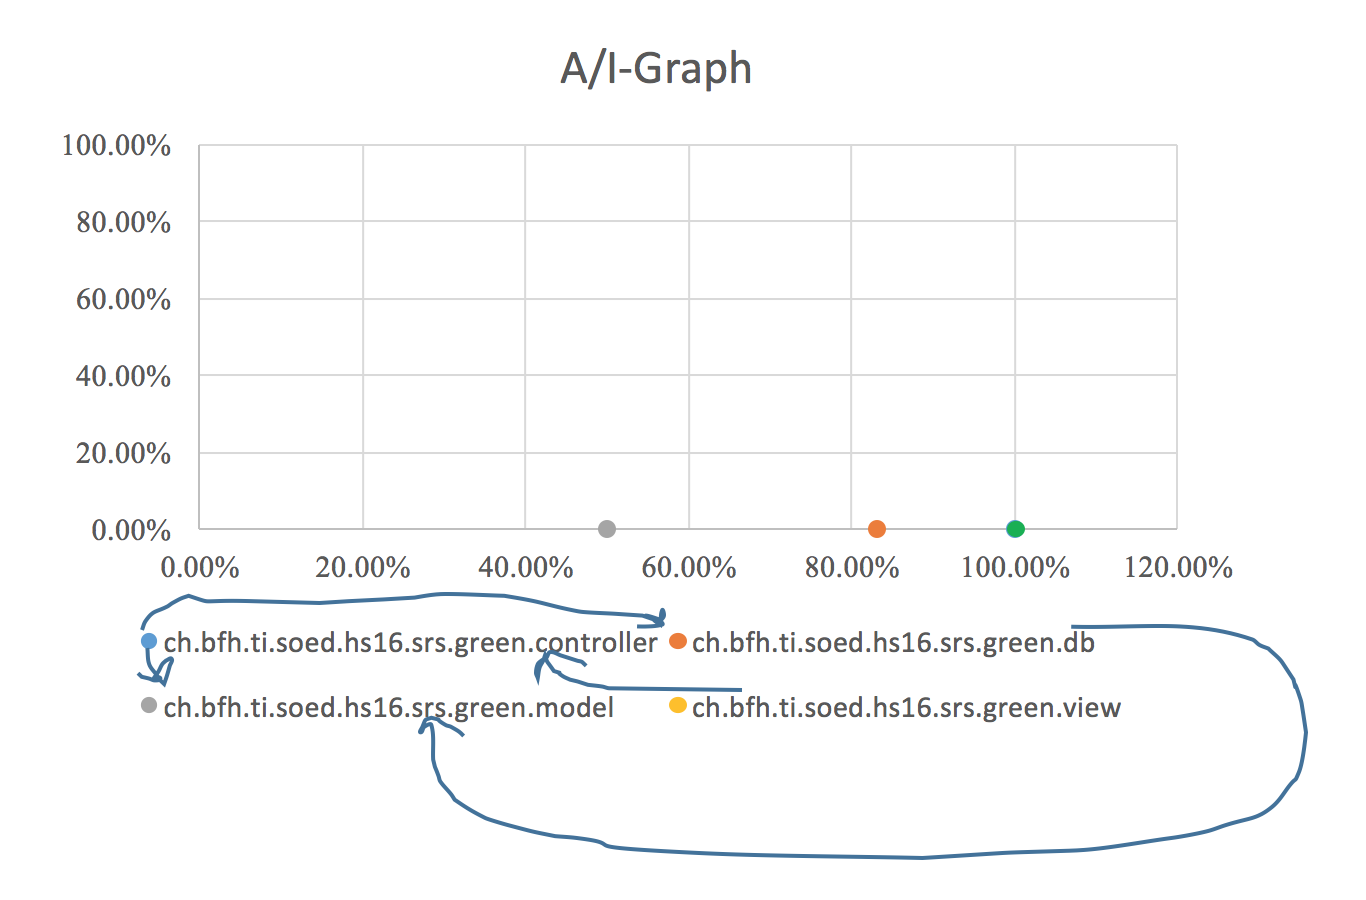 A/I-Graph
100.00%
80.00%
60.00%
40.00%
20.00%
0.00%
0.00% 20.00% 40.00% 60.00% 80.00% 100.00% 120.00%
ch.bfh.ti.soed.hs16.srs.green.controller ch.bfh.ti.soed.hs16.srs.green.db
ch.bfh.ti.soed.hs16.srs.green.model ch.bfh.ti.soed.hs16.srs.green.view